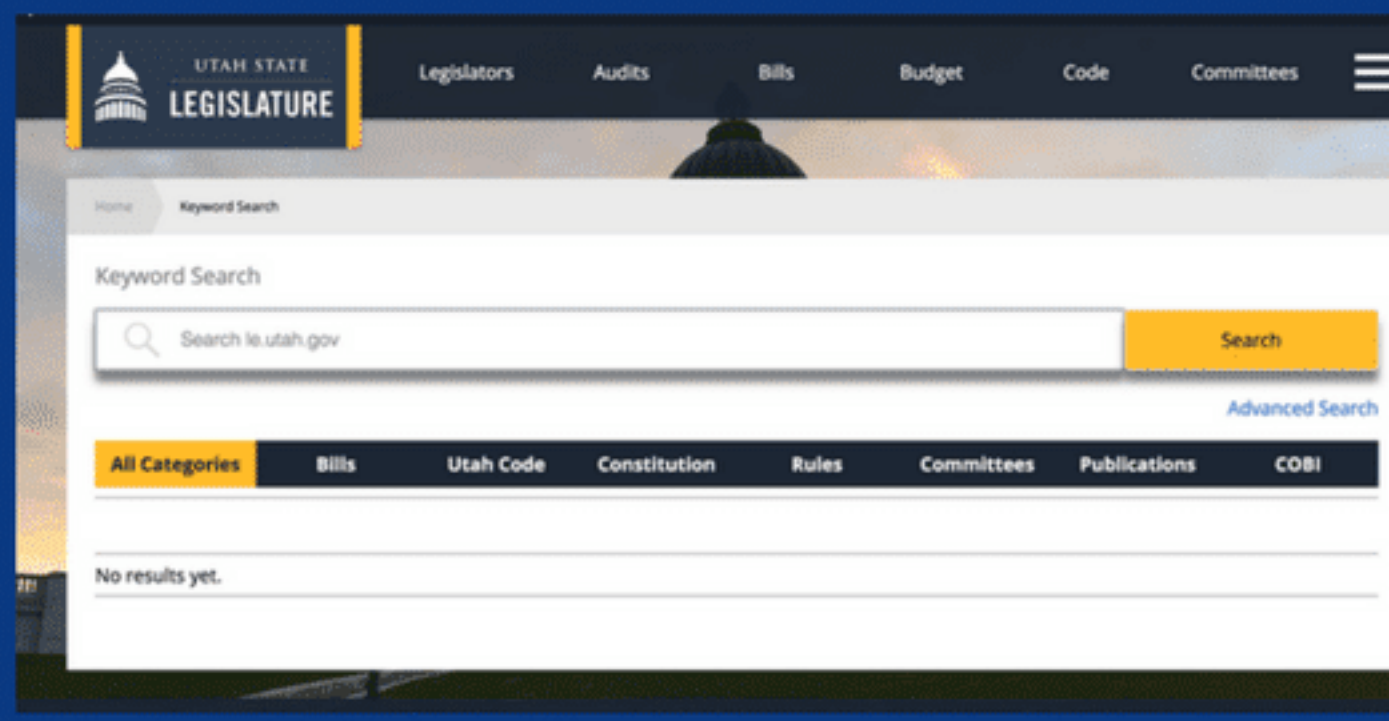 UTAH STATE
LEGISLATURE
Legislators Audits Bills Budget Code Committees
Home Keyword Search
Keyword Search
Search le.utah.gov Search
Advanced Search
All Categories Bills Utah Code Constitution Rules Committees Publications COBI
No results yet.